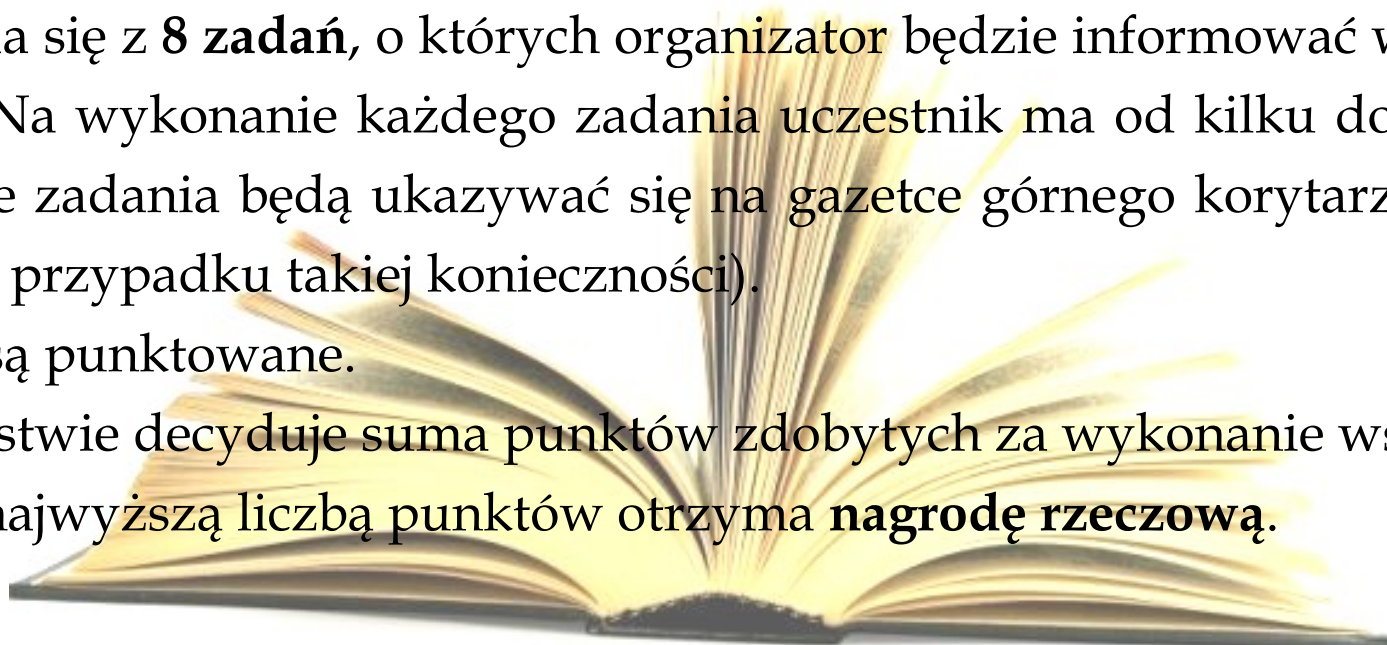 a się z 8 zadań, o których organizator będzie informować w
Na wykonanie każdego zadania uczestnik ma od kilku do
e zadania będą ukazywać się na gazetce górnego korytarz
przypadku takiej konieczności).
są punktowane.
stwie decyduje suma punktów zdobytych za wykonanie ws
najwyższą liczbą punktów otrzyma nagrodę rzeczową.